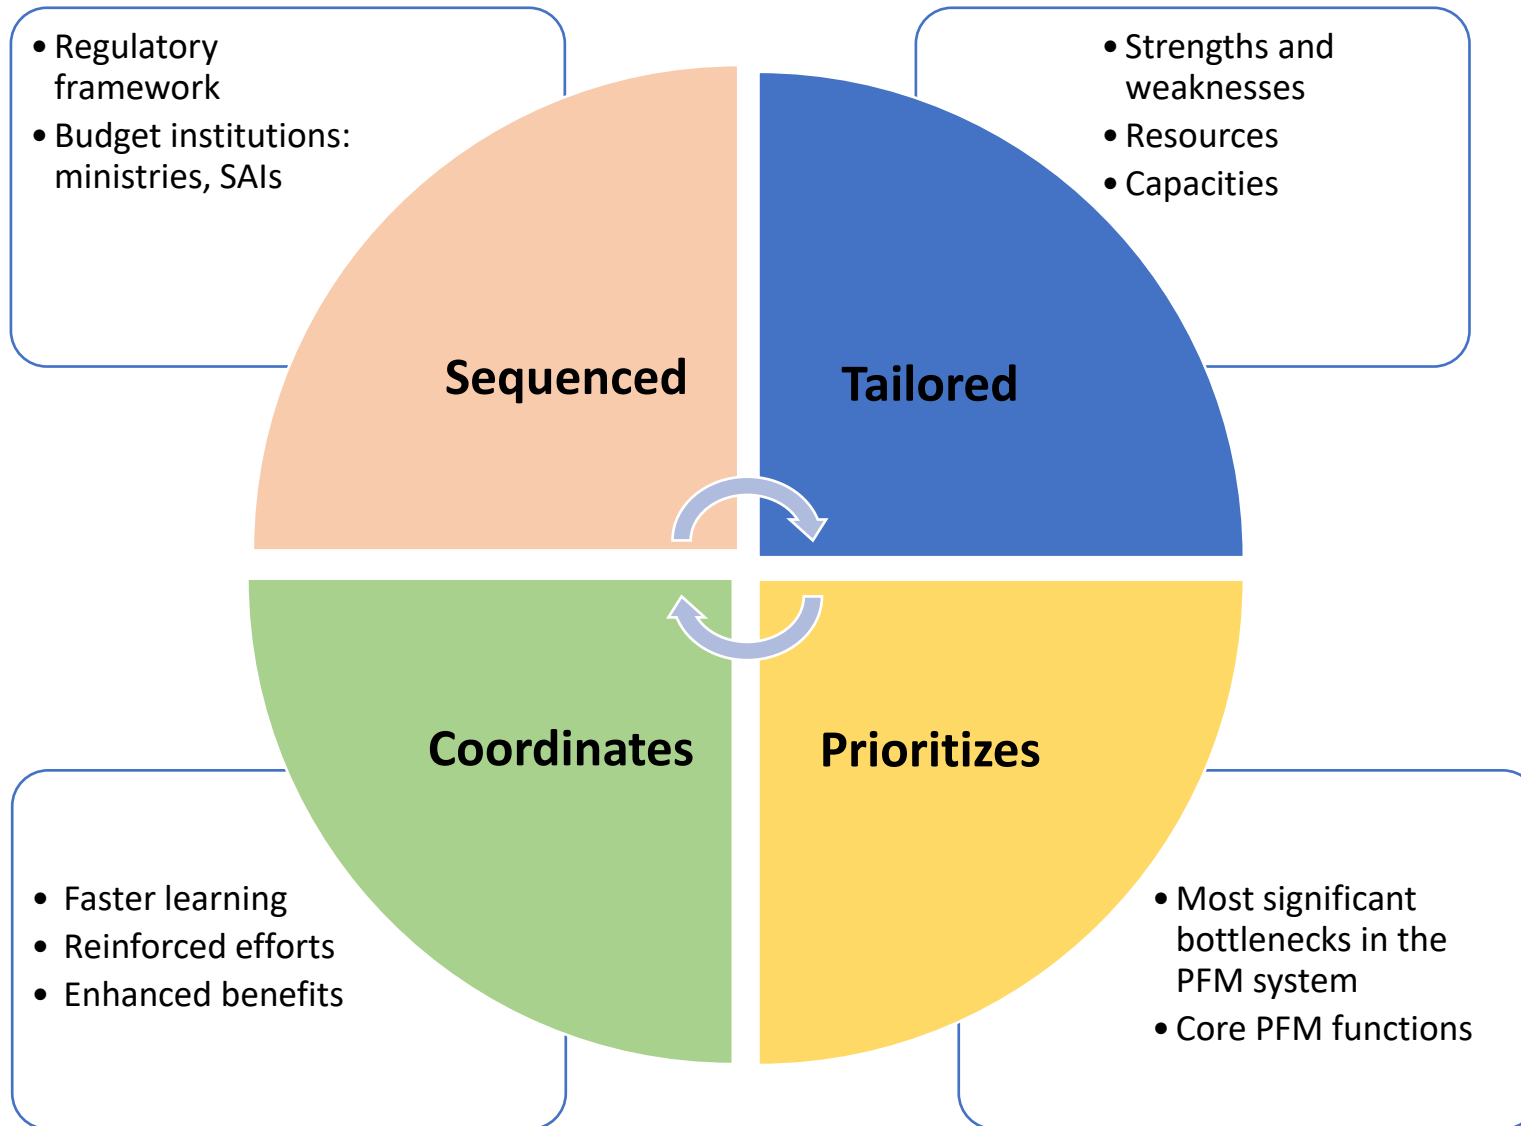 • Regulatory
framework
• Budget institutions:
ministries, SAIs
• Strengths and
weaknesses
• Resources
• Capacities
Sequenced
Tailored
Coordinates
Prioritizes
• Faster learning
• Reinforced efforts
• Enhanced benefits
• Most significant
bottlenecks in the
PFM system
• Core PFM functions